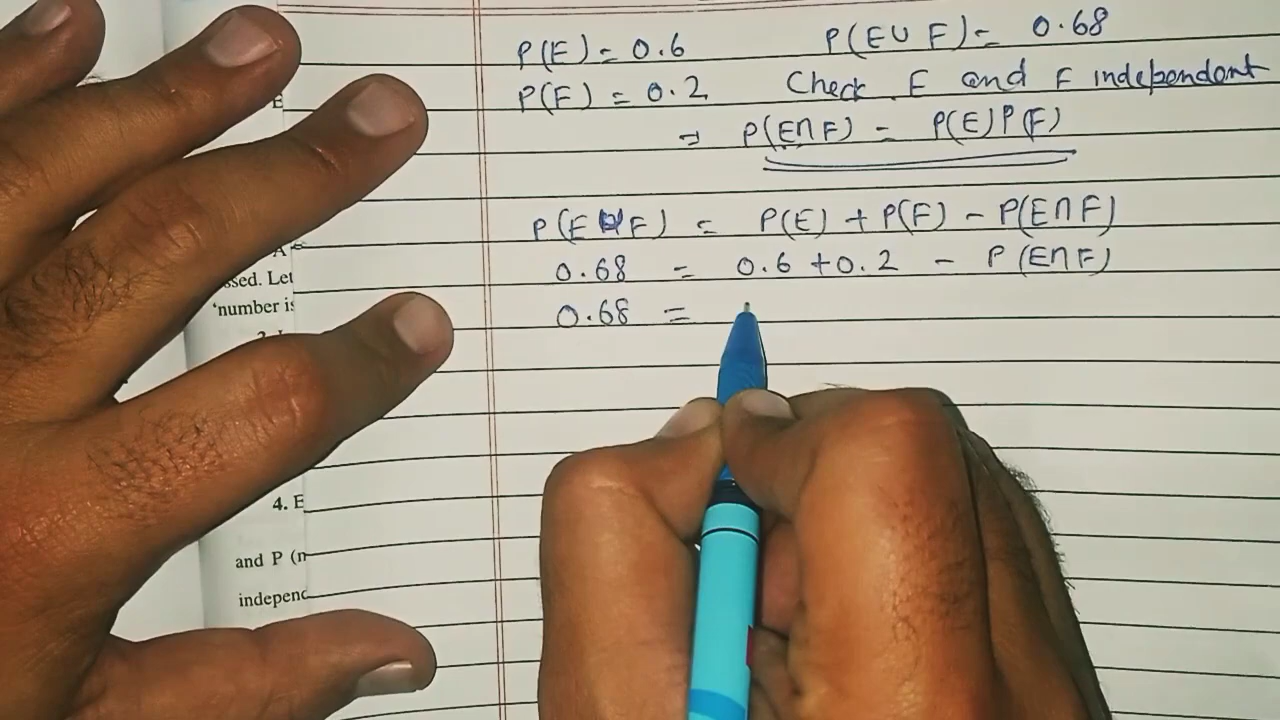 P(E) = 0.6 P(E∪F) = 0.68
P(F) = 0.2 Check E and F independent
⇒ P(E∩F) = P(E)P(F)
P(E∪F) = P(E) + P(F) - P(E∩F)
0.68 = 0.6 + 0.2 - P(E∩F)
0.68 =
E
A
ssed. Let
'number is
4. E
and P (n
independ